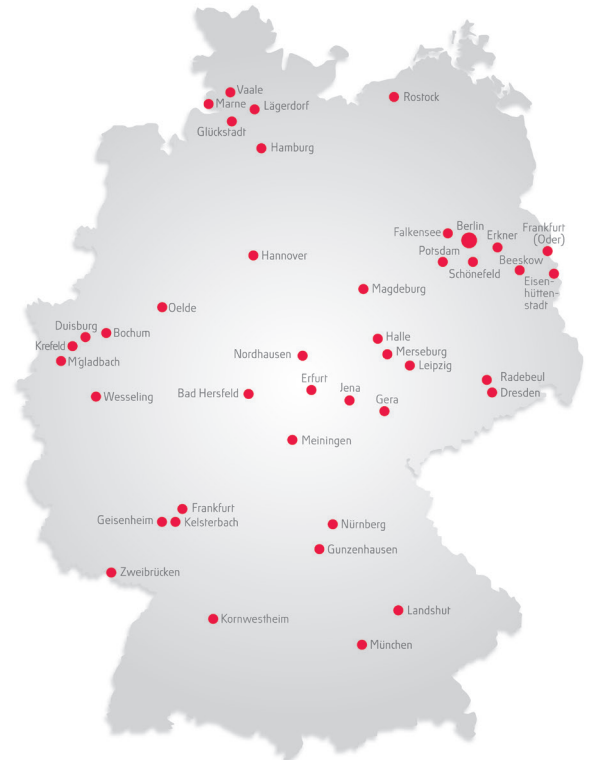 Vaale
Marne
Lägerdorf
Rostock
Glückstadt
Hamburg
Falkensee
Berlin
Erkner
Frankfurt
(Oder)
Potsdam
Schönefeld
Beeskow
Eisen-
hütten-
stadt
Hannover
Magdeburg
Oelde
Duisburg
Bochum
Krefeld
M'gladbach
Halle
Merseburg
Leipzig
Nordhausen
Erfurt
Jena
Gera
Radebeul
Dresden
Wesseling
Bad Hersfeld
Meiningen
Frankfurt
Geisenheim
Kelsterbach
Nürnberg
Gunzenhausen
Zweibrücken
Kornwestheim
Landshut
München